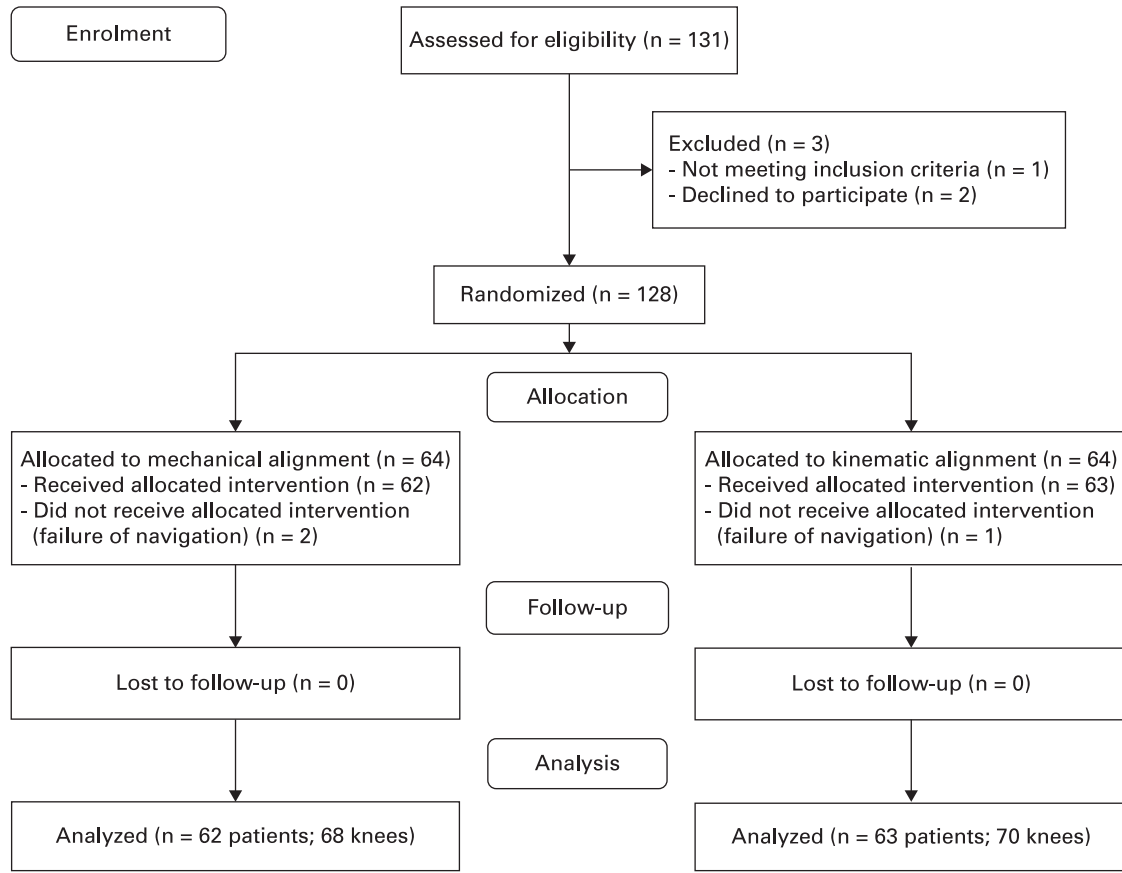 Enrolment
Assessed for eligibility (n = 131)
Excluded (n = 3)
- Not meeting inclusion criteria (n = 1)
- Declined to participate (n = 2)
Randomized (n = 128)
Allocation
Allocated to mechanical alignment (n = 64)
- Received allocated intervention (n = 62)
- Did not receive allocated intervention
(failure of navigation) (n = 2)
Allocated to kinematic alignment (n = 64)
- Received allocated intervention (n = 63)
- Did not receive allocated intervention
(failure of navigation) (n = 1)
Follow-up
Lost to follow-up (n = 0)
Lost to follow-up (n = 0)
Analysis
Analyzed (n = 62 patients; 68 knees)
Analyzed (n = 63 patients; 70 knees)